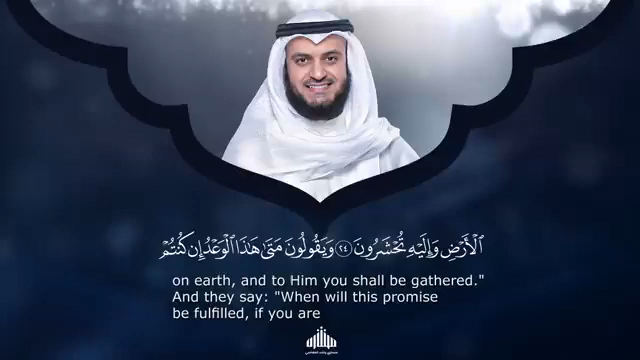 ٱلْأَرْضِ وَإِلَيْهِ تُحْشَرُونَ ٢٤ وَيَقُولُونَ مَتَىٰ هَٰذَا ٱلْوَعْدُ إِن كُنتُمْ
on earth, and to Him you shall be gathered."
And they say: "When will this promise
be fulfilled, if you are